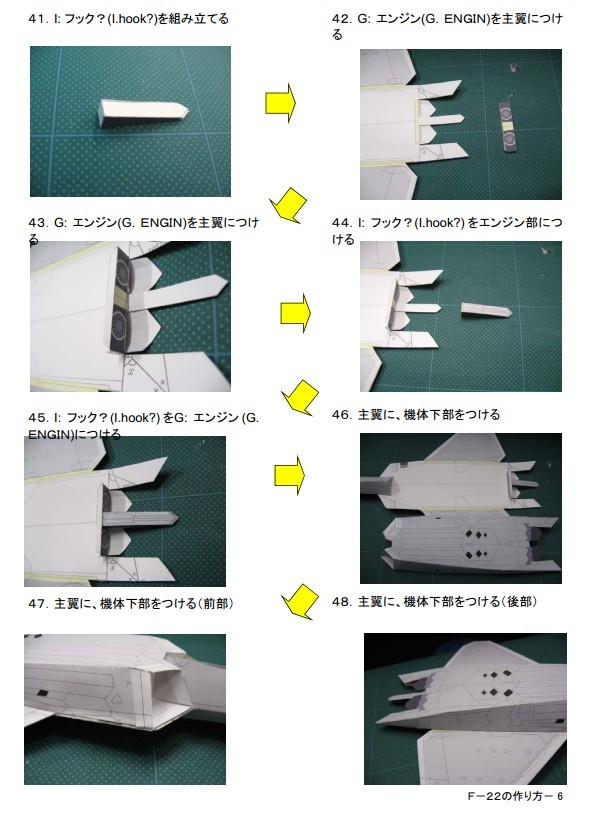 41. I: フック？(I.hook?)を組み立てる
42. G: エンジン(G. ENGIN)を主翼につけ
る
43. G: エンジン(G. ENGIN)を主翼につけ
る
44. I: フック？(I.hook?) をエンジン部につ
ける
45. I: フック？(I.hook?) をG: エンジン (G.
ENGIN)につける
46. 主翼に、機体下部をつける
47. 主翼に、機体下部をつける（前部）
48. 主翼に、機体下部をつける（後部）
F－22の作り方－ 6